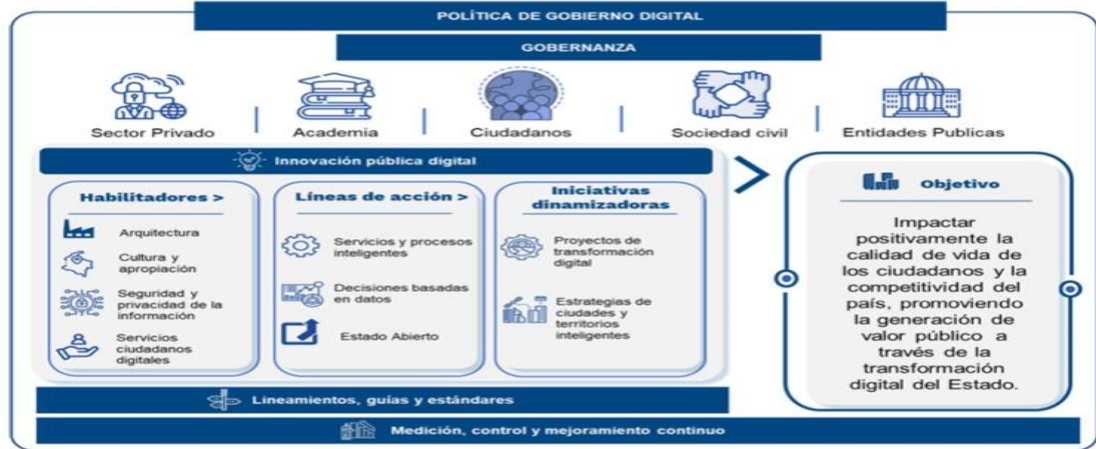 POLÍTICA DE GOBIERNO DIGITAL
GOBERNANZA
Sector Privado
Academia
Ciudadanos
Sociedad civil
Entidades Publicas
Innovación pública digital
Habilitadores >
Arquitectura
Cultura y
apropiación
Seguridad y
privacidad de la
información
Servicios
ciudadanos
digitales
Líneas de acción >
Servicios y procesos
inteligentes
Decisiones basadas
en datos
Estado Abierto
Iniciativas
dinamizadoras
Proyectos de
transformación
digital
Estrategias de
ciudades y
territorios
inteligentes
Objetivo
Impactar
positivamente la
calidad de vida de
los ciudadanos y la
competitividad del
país, promoviendo
la generación de
valor público a
través de la
transformación
digital del Estado.
Lineamientos, guías y estándares
Medición, control y mejoramiento continuo